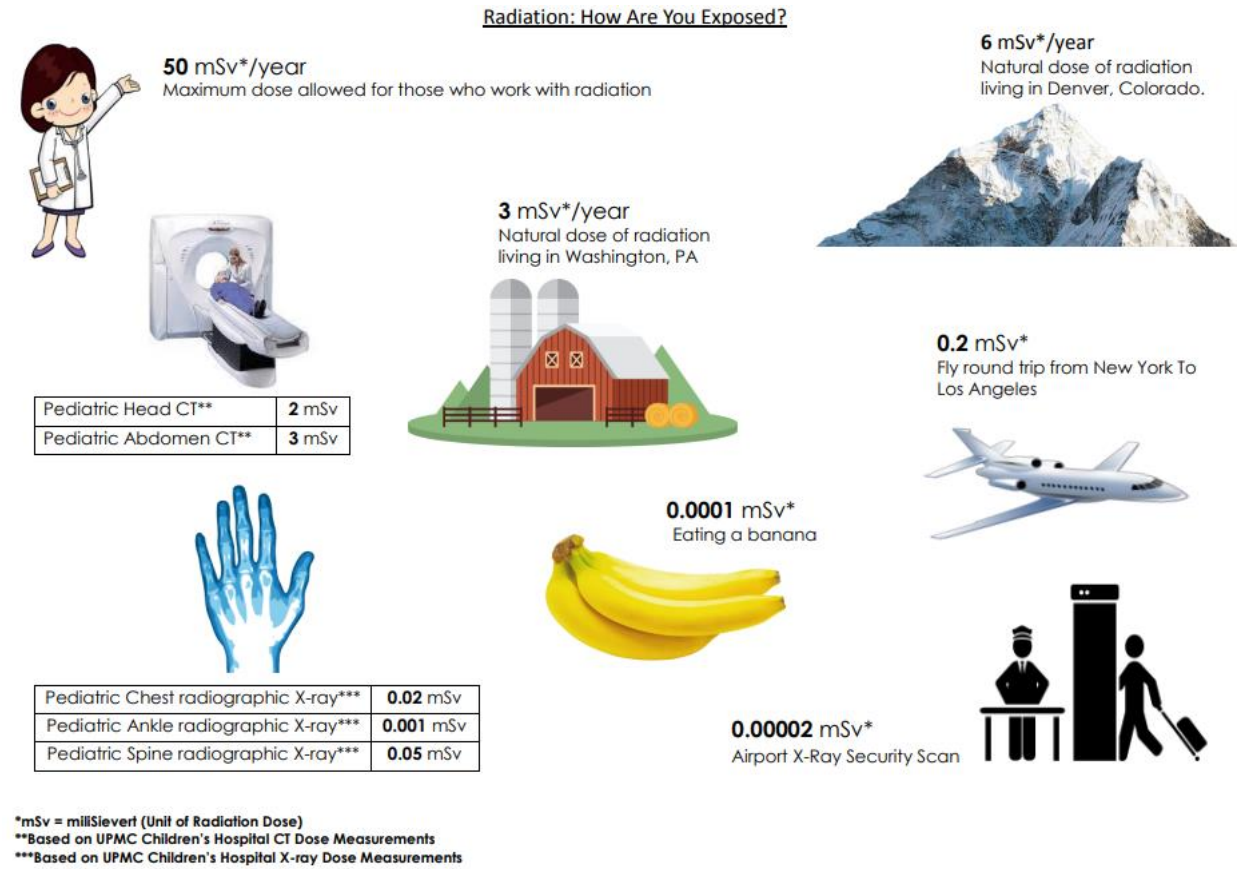 Radiation: How Are You Exposed?
50 mSv*/year
Maximum dose allowed for those who work with radiation
6 mSv*/year
Natural dose of radiation
living in Denver, Colorado.
3 mSv*/year
Natural dose of radiation
living in Washington, PA
Pediatric Head CT** 2 mSv
Pediatric Abdomen CT** 3 mSv
0.2 mSv*
Fly round trip from New York To
Los Angeles
0.0001 mSv*
Eating a banana
Pediatric Chest radiographic X-ray*** 0.02 mSv
Pediatric Ankle radiographic X-ray*** 0.001 mSv
Pediatric Spine radiographic X-ray*** 0.05 mSv
0.00002 mSv*
Airport X-Ray Security Scan
*mSv = miliSievert (Unit of Radiation Dose)
**Based on UPMC Children's Hospital CT Dose Measurements
***Based on UPMC Children's Hospital X-ray Dose Measurements